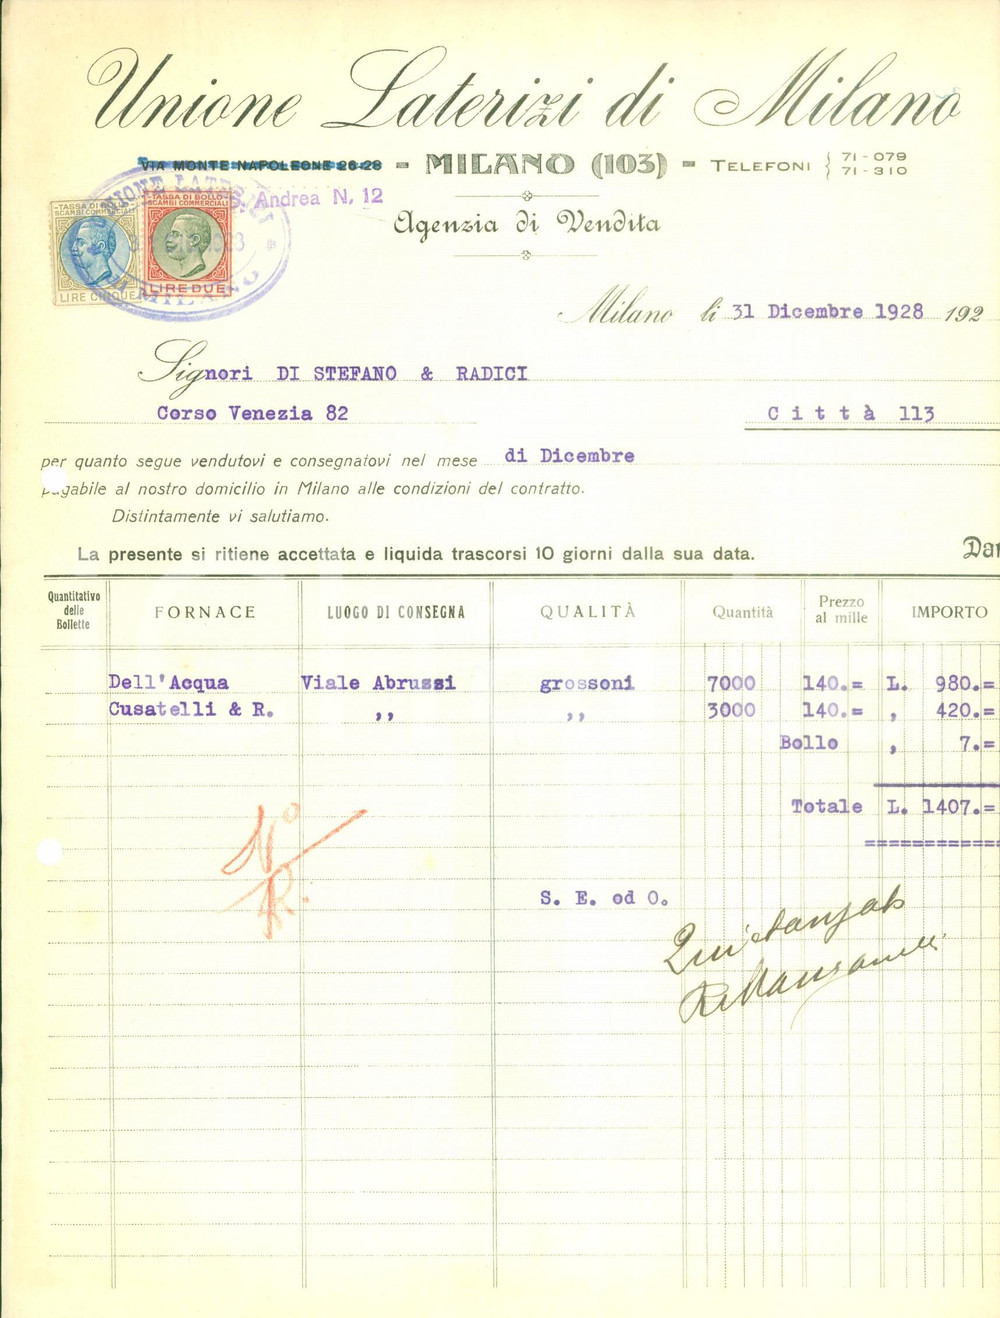 Unione Laterizi di Milano
VIA MONTE NAPOLEONE 26-28 - MILANO (103) - TELEFONI 71-079
71-310
Andrea N. 12
Agenzia di Vendita
UNIONE LATERIZI
DI MILANO
TASSA DI BOLLO
SCAMBI COMMERCIALI
LIRE CINQUE
TASSA DI BOLLO
SCAMBI COMMERCIALI
LIRE DUE
Milano li 31 Dicembre 1928 192
Signori DI STEFANO & RADICI
Corso Venezia 82 Città 113
per quanto segue vendutovi e consegnatovi nel mese di Dicembre
pagabile al nostro domicilio in Milano alle condizioni del contratto.
Distintamente vi salutiamo.
La presente si ritiene accettata e liquida trascorsi 10 giorni dalla sua data. Dar
Quantitativo delle Bollette FORNACE LUOGO DI CONSEGNA QUALITÀ Quantità Prezzo al mille IMPORTO
Dell'Acqua Viale Abrussi grossoni 7000 140.= L. 980.=
Cusatelli & R. ,, ,, 3000 140.= , 420.=
Bollo , 7.=
Totale L. 1407.=
============
N°
R.
S. E. od O.
Quietanzato